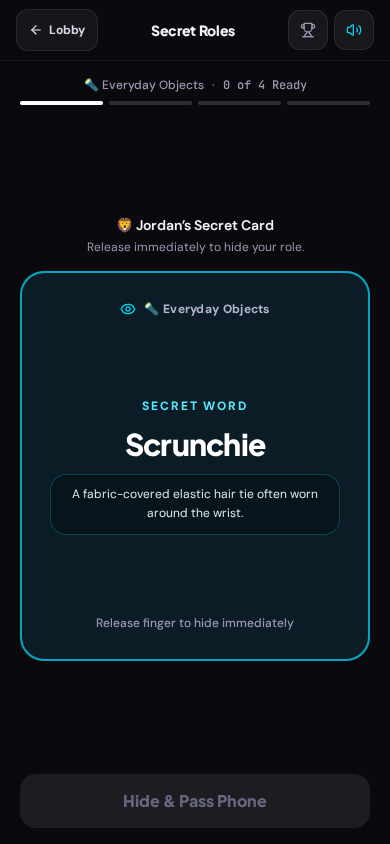 Lobby
Secret Roles
🔦 Everyday Objects · 0 of 4 Ready
🦁 Jordan’s Secret Card
Release immediately to hide your role.
🔦 Everyday Objects
SECRET WORD
Scrunchie
A fabric-covered elastic hair tie often worn
around the wrist.
Release finger to hide immediately
Hide & Pass Phone